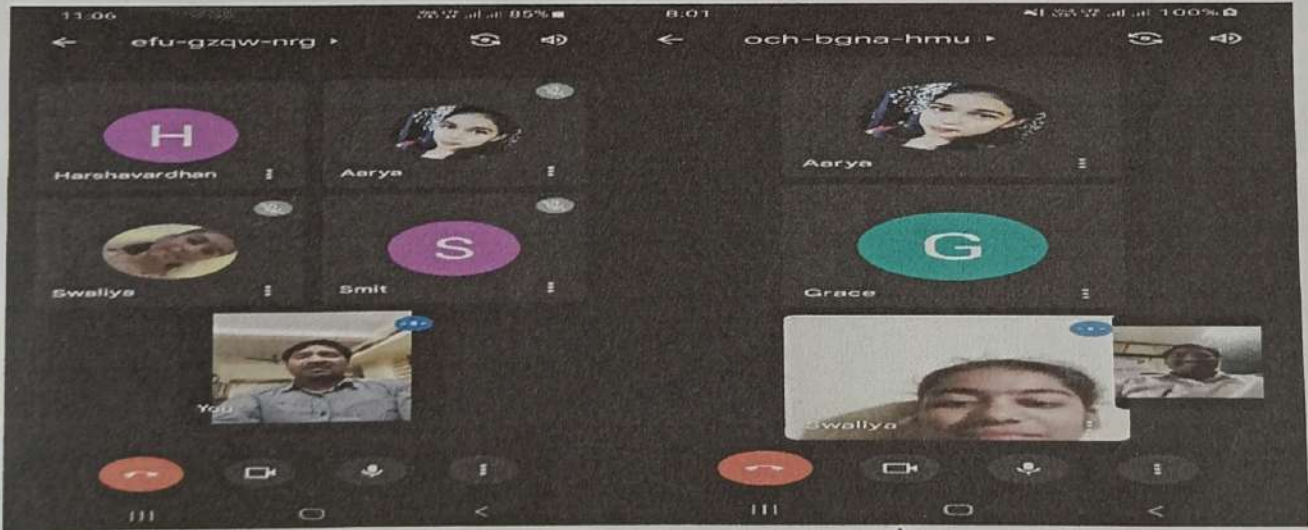 11:06
85%
efu-gzqw-nrg
H
Harshavardhan
Aarya
Swaliya
S
Smit
You
8:01
100%
och-bgna-hmu
Aarya
G
Grace
Swaliya